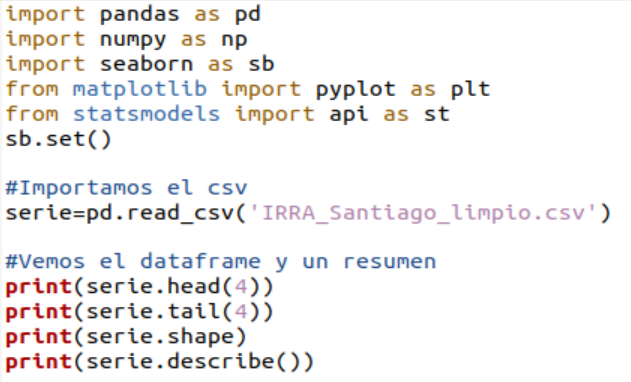 import pandas as pd
import numpy as np
import seaborn as sb
from matplotlib import pyplot as plt
from statsmodels import api as st
sb.set()
#Importamos el csv
serie=pd.read_csv('IRRA_Santiago_limpio.csv')
#Vemos el dataframe y un resumen
print(serie.head(4))
print(serie.tail(4))
print(serie.shape)
print(serie.describe())